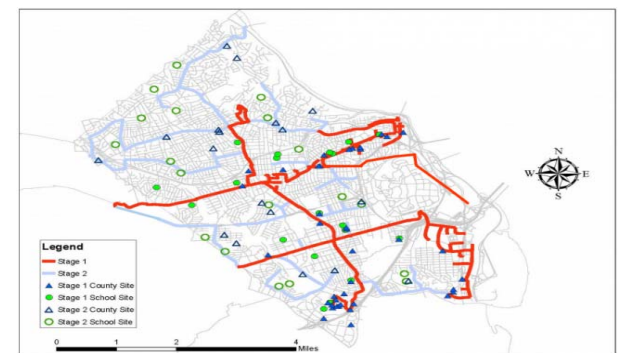 N
W E
S
Legend
Stage 1
Stage 2
Stage 1 County Site
Stage 1 School Site
Stage 2 County Site
Stage 2 School Site
0 1 2 4
Miles